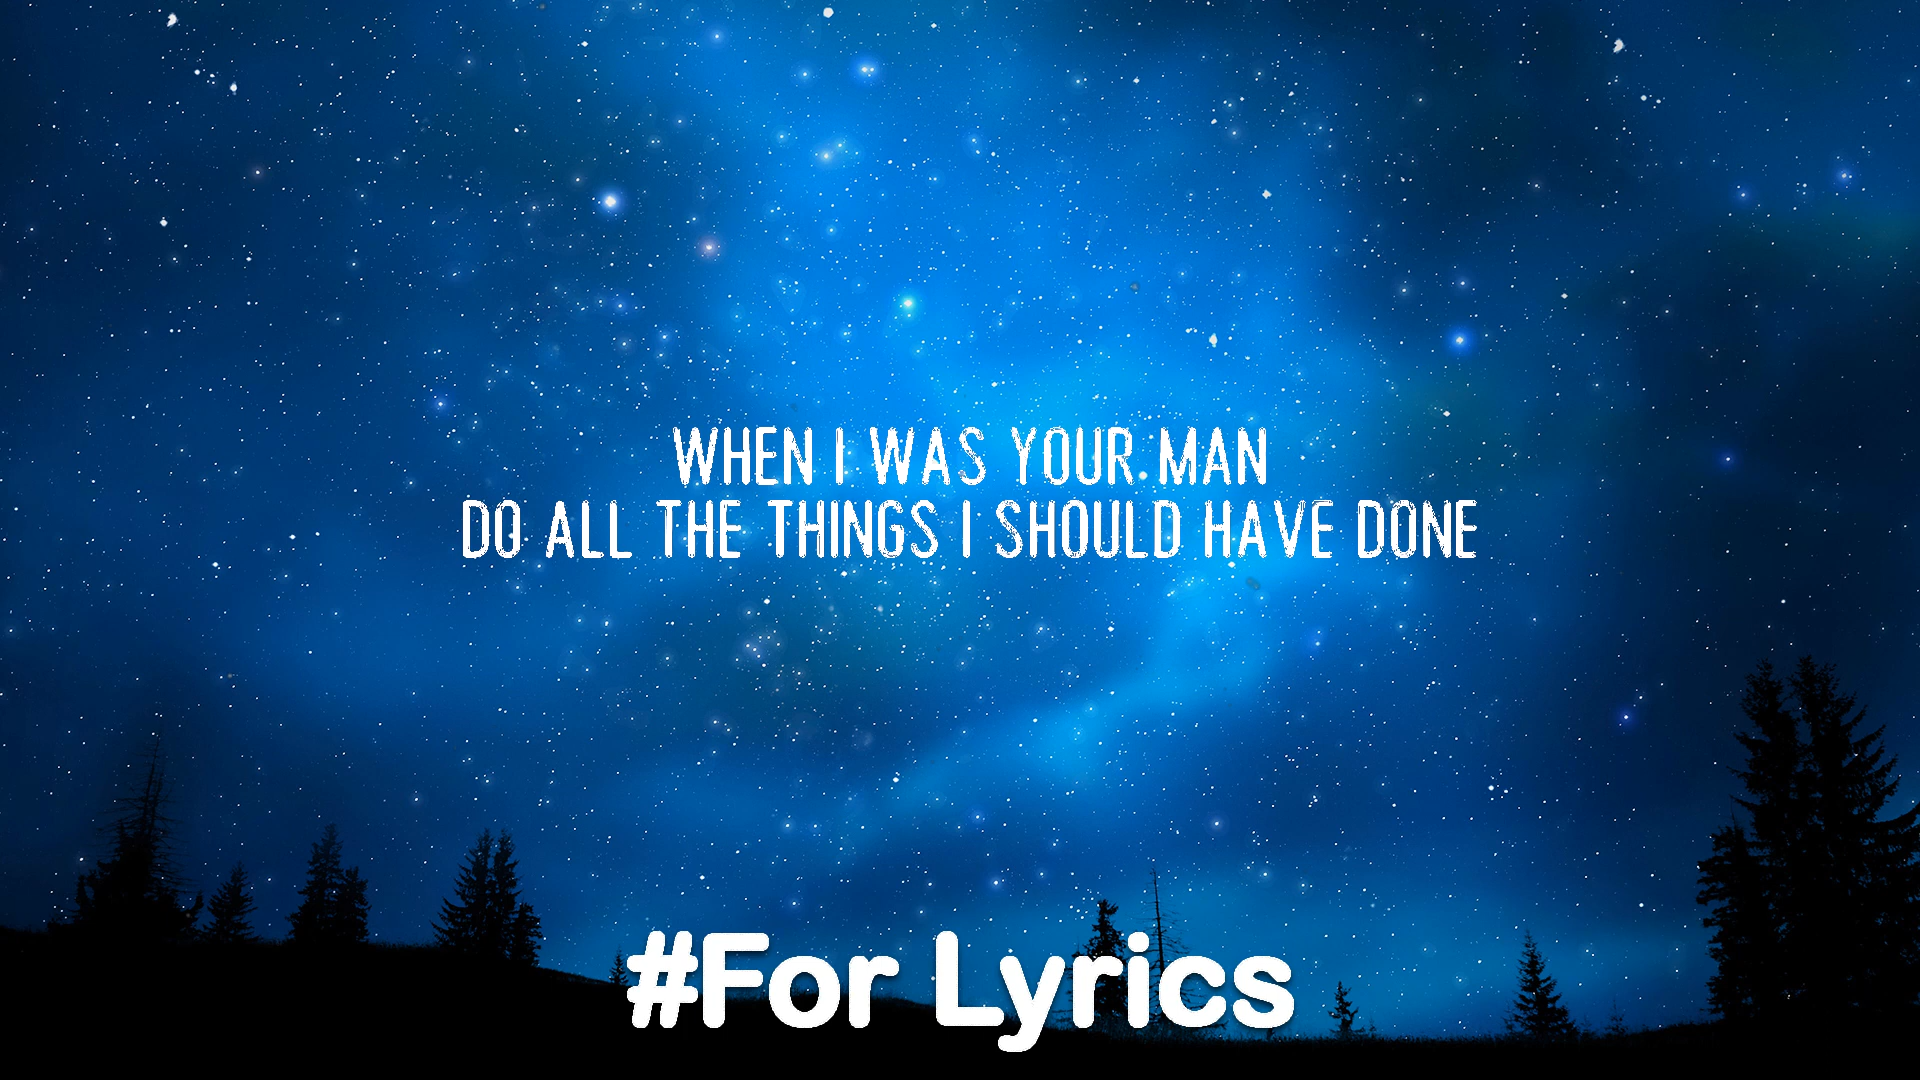 WHEN I WAS YOUR MAN
DO ALL THE THINGS I SHOULD HAVE DONE
#For Lyrics